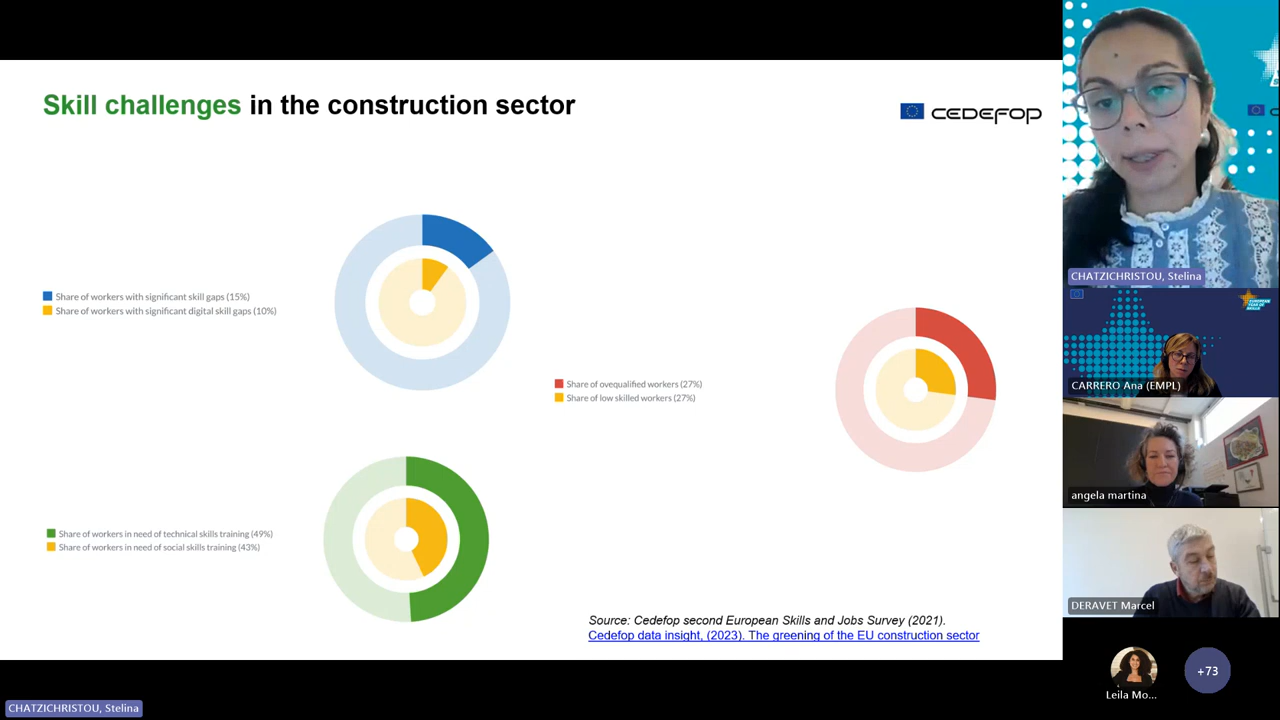 Skill challenges in the construction sector
CEDEFOP
Share of workers with significant skill gaps (15%)
Share of workers with significant digital skill gaps (10%)
Share of ovequalified workers (27%)
Share of low skilled workers (27%)
Share of workers in need of technical skills training (49%)
Share of workers in need of social skills training (43%)
Source: Cedefop second European Skills and Jobs Survey (2021).
Cedefop data insight, (2023). The greening of the EU construction sector
CHATZICHRISTOU, Stelina
EUROPEAN
YEAR OF
SKILLS
CARRERO Ana (EMPL)
angela martina
DERAVET Marcel
Leila Mo...
+73
CHATZICHRISTOU, Stelina